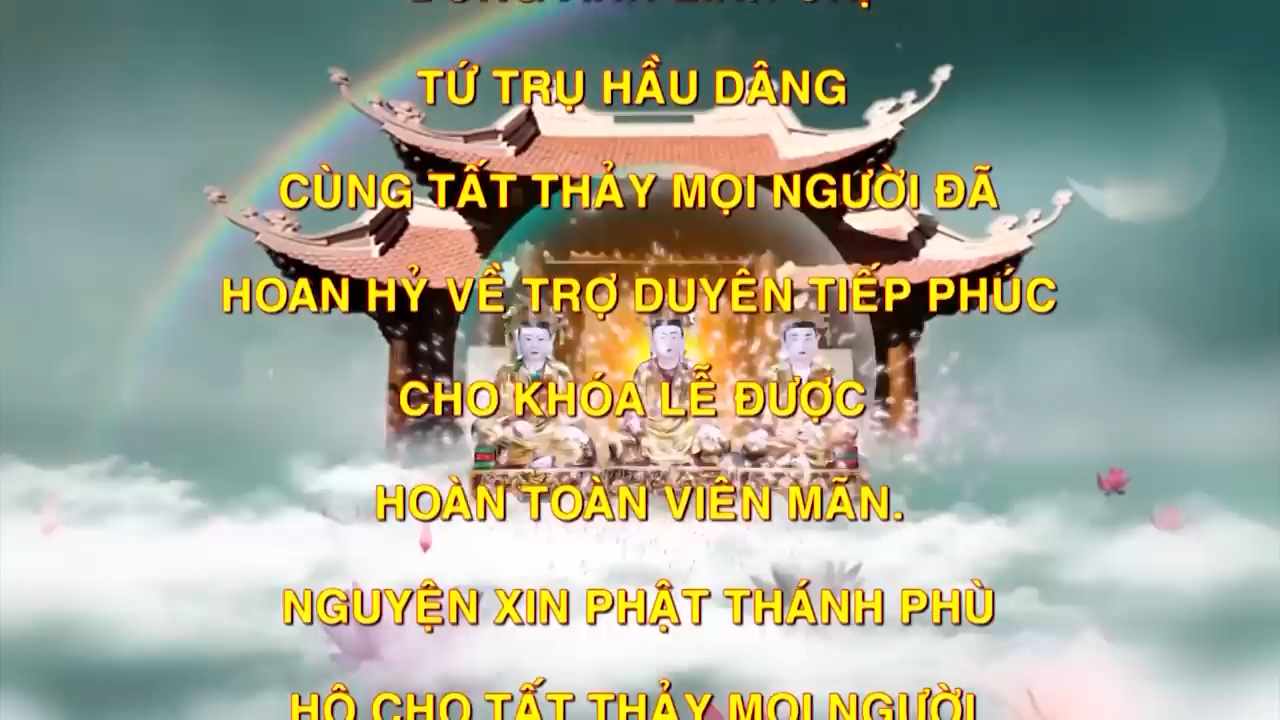 TỨ TRỤ HẦU DÂNG
CÙNG TẤT THẢY MỌI NGƯỜI ĐÃ
HOAN HỶ VỀ TRỢ DUYÊN TIẾP PHÚC
CHO KHÓA LỄ ĐƯỢC
HOÀN TOÀN VIÊN MÃN.
NGUYỆN XIN PHẬT THÁNH PHÙ
HỘ CHO TẤT THẢY MỌI NGƯỜI